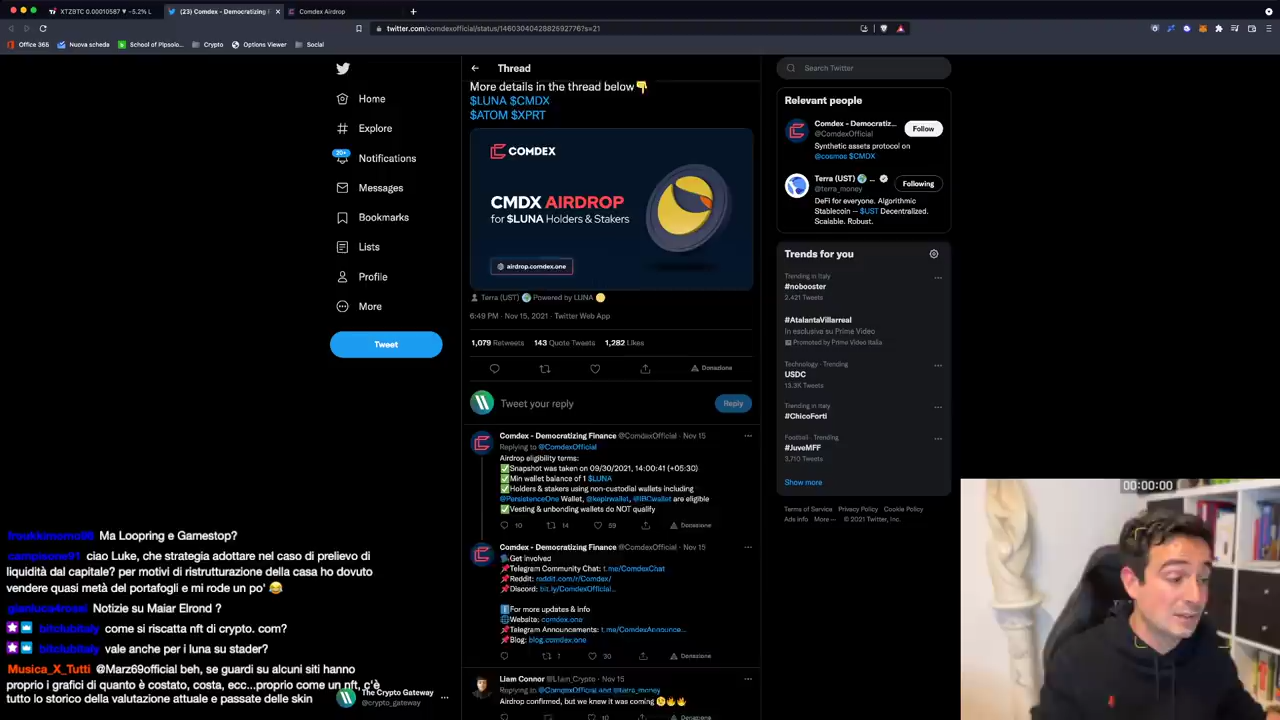 XTZBTC 0.00010587 ▼ −5.2% L
(23) Comdex - Democratizing F
Comdex Airdrop
twitter.com/comdexofficial/status/1460304042882592776?s=21
Office 365
Nuova scheda
School of Pipsolo...
Crypto
Options Viewer
Social
Home
Explore
20+
Notifications
Messages
Bookmarks
Lists
Profile
More
Tweet
The Crypto Gateway
@crypto_gateway
Thread
More details in the thread below👇
$LUNA $CMDX
$ATOM $XPRT
COMDEX
CMDX AIRDROP
for $LUNA Holders & Stakers
airdrop.comdex.one
Terra (UST) 🌍 Powered by LUNA 🌕
6:49 PM · Nov 15, 2021 · Twitter Web App
1,079 Retweets 143 Quote Tweets 1,282 Likes
Donazione
Tweet your reply
Reply
Comdex - Democratizing Finance @ComdexOfficial · Nov 15
Replying to @ComdexOfficial
Airdrop eligibility terms:
✅Snapshot was taken on 09/30/2021, 14:00:41 (+05:30)
✅Min wallet balance of 1 $LUNA
✅Holders & stakers using non-custodial wallets including
@PersistenceOne Wallet, @keplrwallet, @IBCwallet are eligible
✅Vesting & unbonding wallets do NOT qualify
10 14 59 Donazione
Comdex - Democratizing Finance @ComdexOfficial · Nov 15
Get involved
📌Telegram Community Chat: t.me/ComdexChat
📌Reddit: reddit.com/r/Comdex/
📌Discord: bit.ly/ComdexOfficial...
ℹ️For more updates & info
🌐Website: comdex.one
📌Telegram Announcements: t.me/ComdexAnnounce...
📌Blog: blog.comdex.one
1 30 Donazione
Liam Connor @L1am_Crypto · Nov 15
Replying to @ComdexOfficial and @terra_money
Airdrop confirmed, but we knew it was coming 😉🔥🔥
Search Twitter
Relevant people
Comdex - Democratiz...
@ComdexOfficial
Follow
Synthetic assets protocol on
@cosmos $CMDX
Terra (UST) 🌍 ...
@terra_money
Following
DeFi for everyone. Algorithmic
Stablecoin — $UST Decentralized.
Scalable. Robust.
Trends for you
Trending in Italy
#nobooster
2,421 Tweets
#AtalantaVillarreal
In esclusiva su Prime Video
Promoted by Prime Video Italia
Technology · Trending
USDC
13.3K Tweets
Trending in Italy
#ChicoForti
Football · Trending
#JuveMFF
3,710 Tweets
Show more
Terms of Service Privacy Policy Cookie Policy
Ads info More ··· © 2021 Twitter, Inc.
00:00:00
Ma Loopring e Gamestop?
campisone91 ciao Luke, che strategia adottare nel caso di prelievo di
liquidità dal capitale? per motivi di ristrutturazione della casa ho dovuto
vendere quasi metà del portafogli e mi rode un po' 😂
gianluca4rosei Notizie su Maiar Elrond ?
bitclubitaly come si riscatta nft di crypto. com?
bitclubitaly vale anche per i luna su stader?
Musica_X_Tutti @Marz69official beh, se guardi su alcuni siti hanno
proprio i grafici di quanto è costato, costa, ecc...proprio come un nft, c'è
tutto lo storico della valutazione attuale e passate delle skin